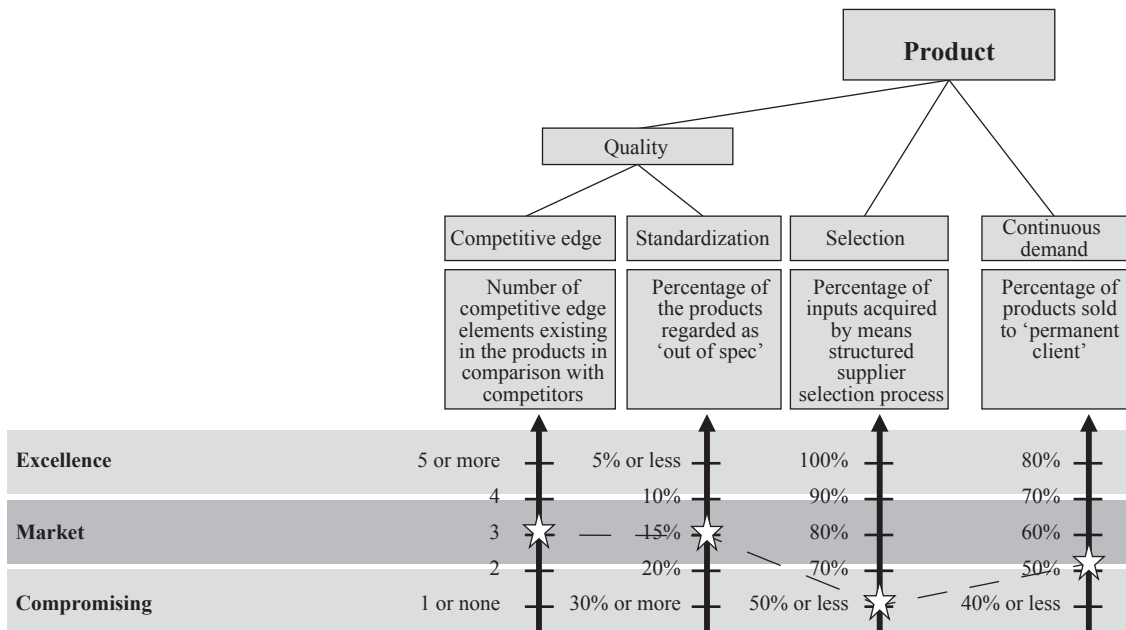 Product
Quality
Competitive edge
Standardization
Selection
Continuous
demand
Number of
competitive edge
elements existing
in the products in
comparison with
competitors
Percentage of
the products
regarded as
‘out of spec’
Percentage of
inputs acquired
by means
structured
supplier
selection process
Percentage of
products sold
to ‘permanent
client’
Excellence 5 or more 5% or less 100% 80%
4 10% 90% 70%
Market 3 15% 80% 60%
2 20% 70% 50%
Compromising 1 or none 30% or more 50% or less 40% or less